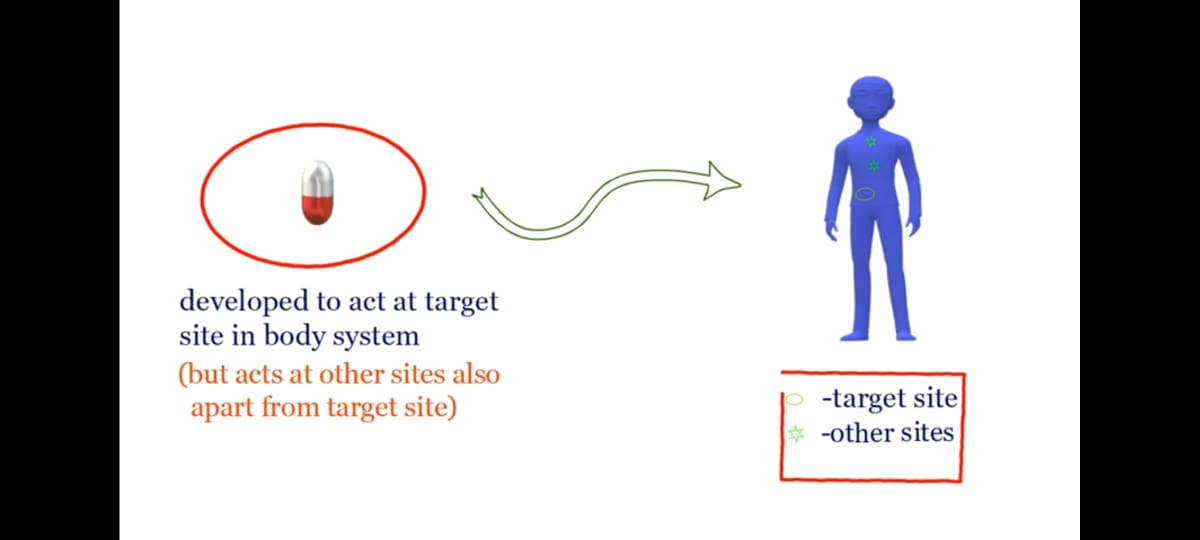 developed to act at target
site in body system
(but acts at other sites also
apart from target site)
-target site
-other sites